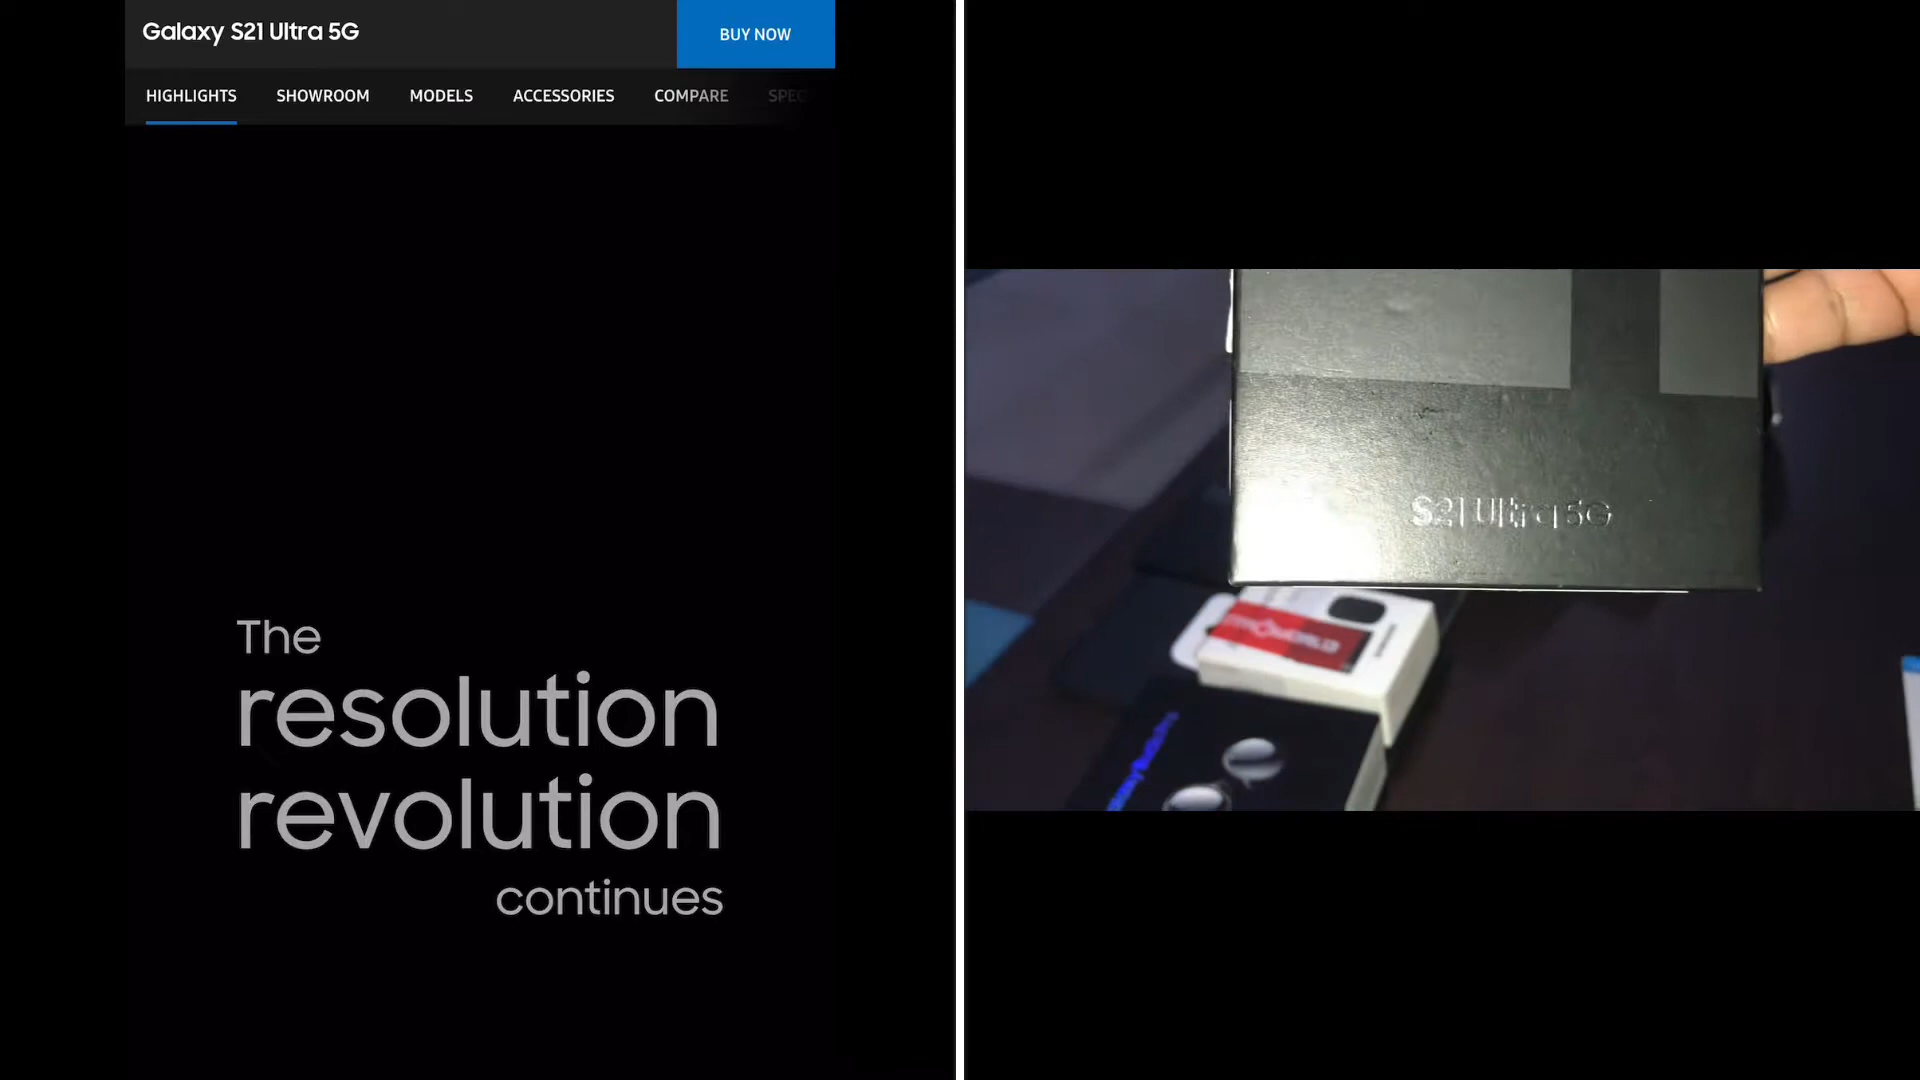 Galaxy S21 Ultra 5G
BUY NOW
HIGHLIGHTS
SHOWROOM
MODELS
ACCESSORIES
COMPARE
The
resolution
revolution
continues
S21 Ultra 5G